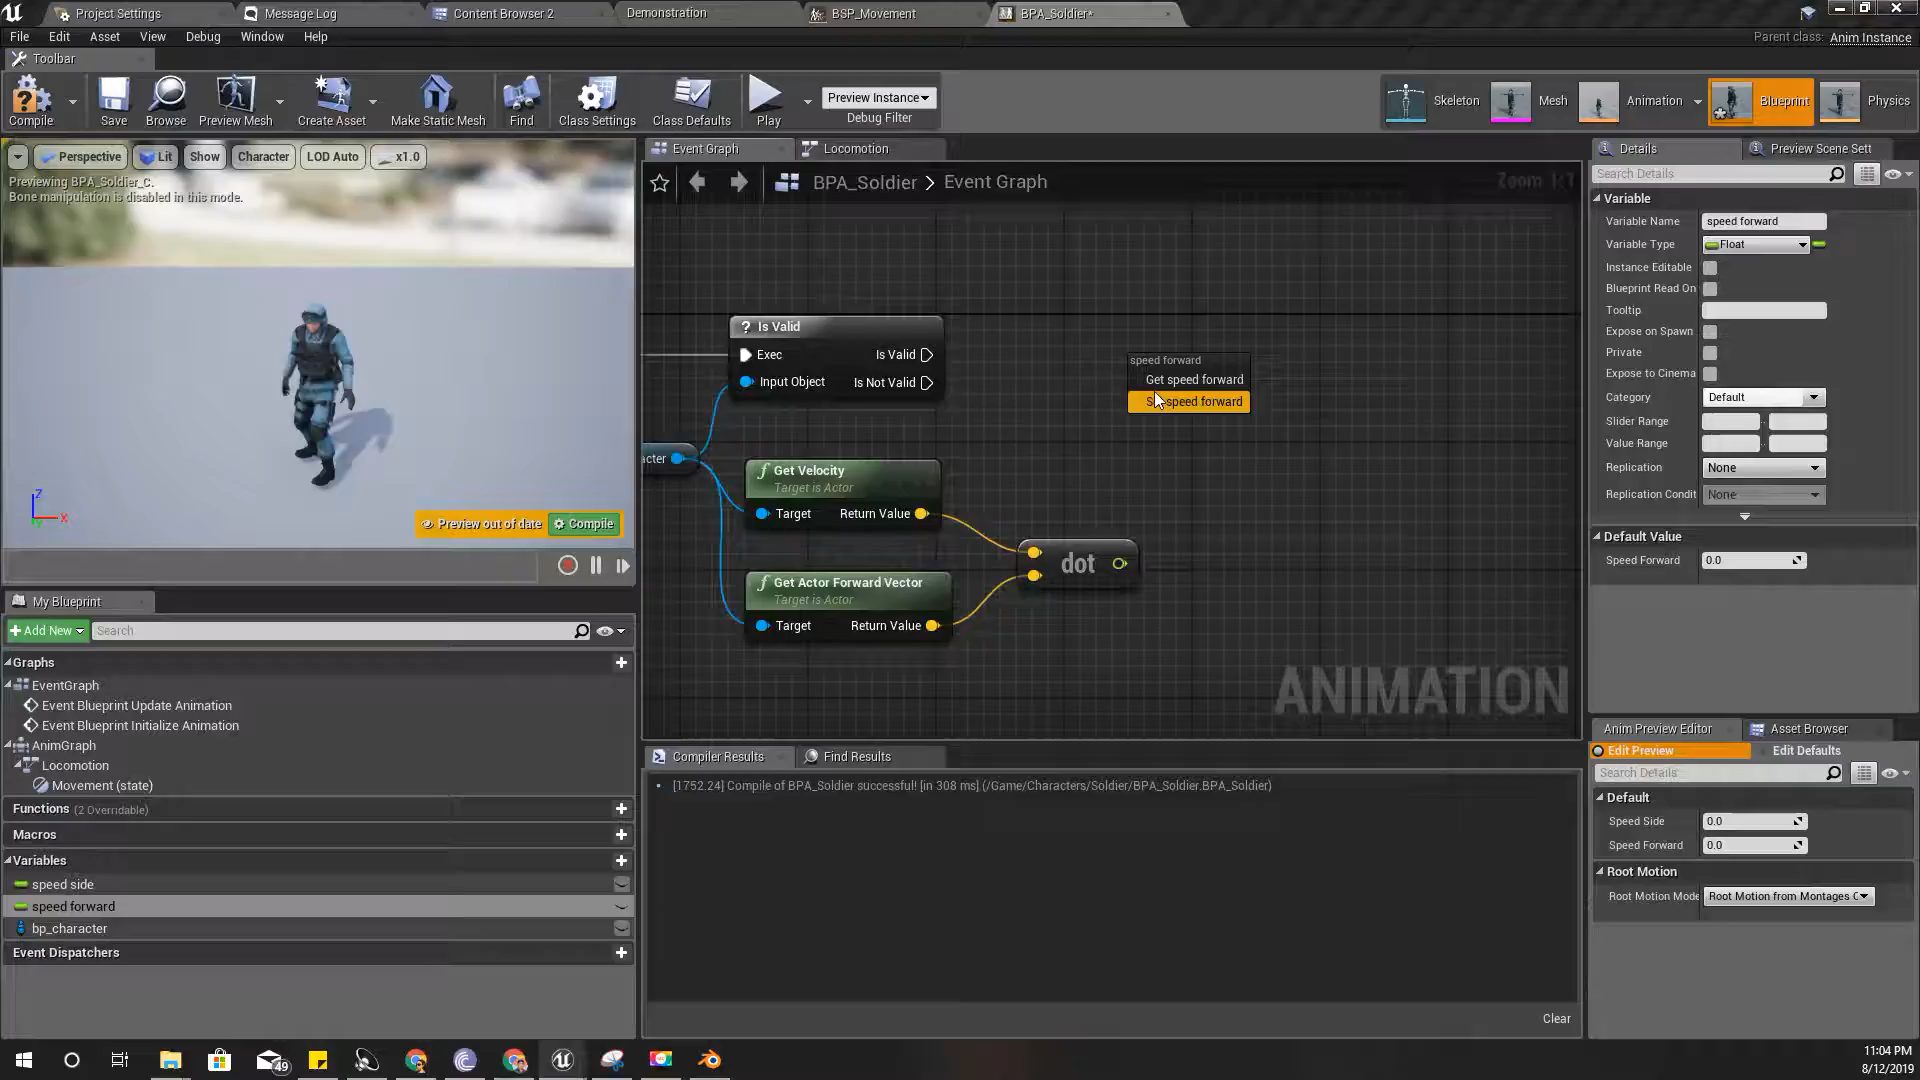 Project Settings
Message Log
Content Browser 2
Demonstration
BSP_Movement
BPA_Soldier*
File Edit Asset View Debug Window Help
Parent class: Anim Instance
Toolbar
Compile
Save
Browse
Preview Mesh
Create Asset
Make Static Mesh
Find
Class Settings
Class Defaults
Play
Preview Instance
Debug Filter
Skeleton
Mesh
Animation
Blueprint
Physics
Perspective
Lit
Show
Character
LOD Auto
x1.0
Previewing BPA_Soldier_C.
Bone manipulation is disabled in this mode.
Z
X
Preview out of date
Compile
Event Graph
Locomotion
BPA_Soldier > Event Graph
Zoom 1:1
? Is Valid
Exec
Is Valid
Input Object
Is Not Valid
acter
f Get Velocity
Target is Actor
Target
Return Value
f Get Actor Forward Vector
Target is Actor
Target
Return Value
dot
speed forward
Get speed forward
speed forward
ANIMATION
Compiler Results
Find Results
[1752.24] Compile of BPA_Soldier successful! [in 308 ms] (/Game/Characters/Soldier/BPA_Soldier.BPA_Soldier)
Clear
My Blueprint
+ Add New
Search
Graphs
EventGraph
Event Blueprint Update Animation
Event Blueprint Initialize Animation
AnimGraph
Locomotion
Movement (state)
Functions (2 Overridable)
Macros
Variables
speed side
speed forward
bp_character
Event Dispatchers
Details
Preview Scene Sett
Search Details
Variable
Variable Name
speed forward
Variable Type
Float
Instance Editable
Blueprint Read On
Tooltip
Expose on Spawn
Private
Expose to Cinema
Category
Default
Slider Range
Value Range
Replication
None
Replication Condit
None
Default Value
Speed Forward
0.0
Anim Preview Editor
Asset Browser
Edit Preview
Edit Defaults
Search Details
Default
Speed Side
0.0
Speed Forward
0.0
Root Motion
Root Motion Mode
Root Motion from Montages C
49
11:04 PM
8/12/2019